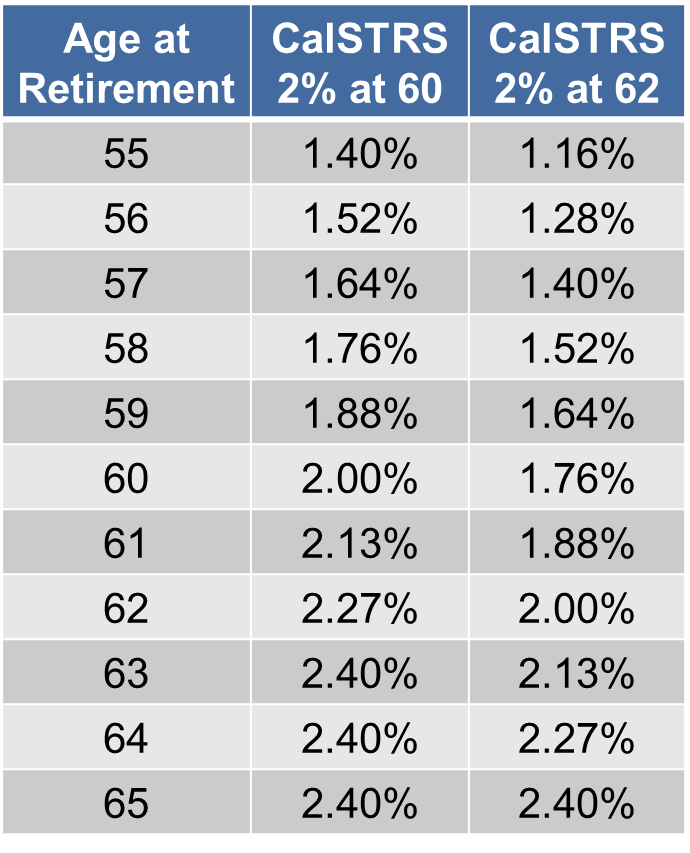 Age at Retirement CalSTRS 2% at 60 CalSTRS 2% at 62
55 1.40% 1.16%
56 1.52% 1.28%
57 1.64% 1.40%
58 1.76% 1.52%
59 1.88% 1.64%
60 2.00% 1.76%
61 2.13% 1.88%
62 2.27% 2.00%
63 2.40% 2.13%
64 2.40% 2.27%
65 2.40% 2.40%